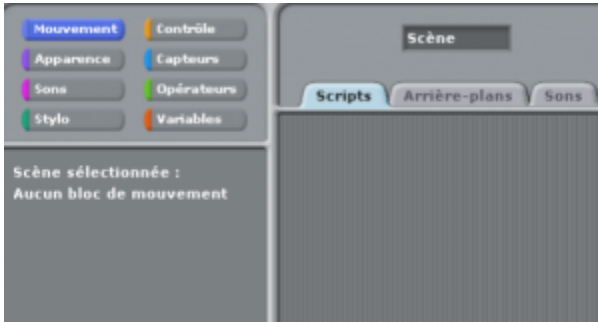 Mouvement Contrôle
Apparence Capteurs
Sons Opérateurs
Stylo Variables
Scène sélectionnée :
Aucun bloc de mouvement
Scène
Scripts Arrière-plans Sons